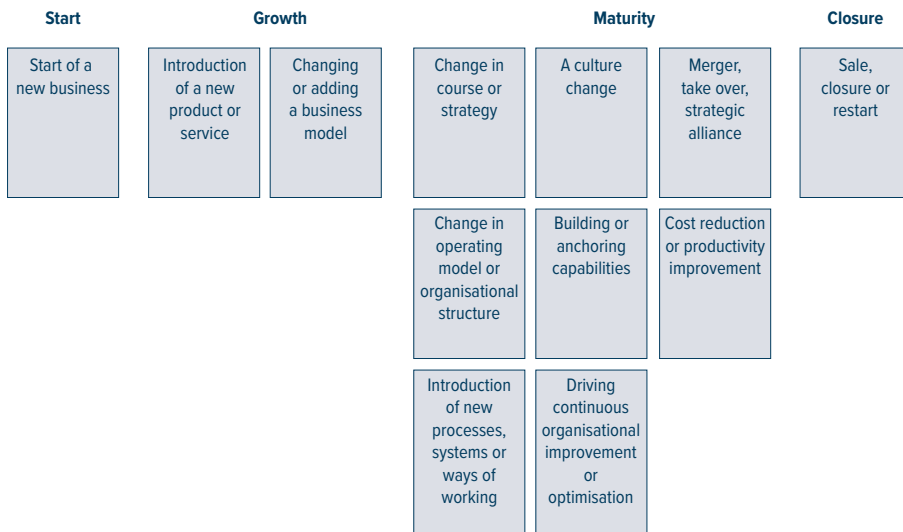 Start
Growth
Maturity
Closure
Start of a
new business
Introduction
of a new
product or
service
Changing
or adding
a business
model
Change in
course or
strategy
A culture
change
Merger,
take over,
strategic
alliance
Sale,
closure or
restart
Change in
operating
model or
organisational
structure
Building or
anchoring
capabilities
Cost reduction
or productivity
improvement
Introduction
of new
processes,
systems or
ways of
working
Driving
continuous
organisational
improvement
or
optimisation